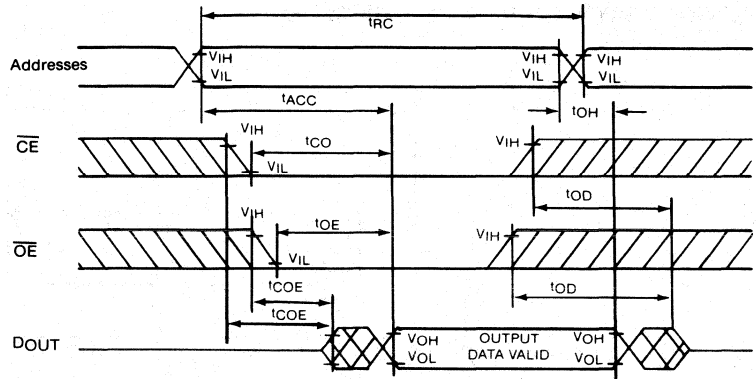 tRC
Addresses
VIH
VIL
VIH
VIL
VIH
VIL
tACC
tOH
CE
VIH
tCO
VIL
VIH
tOD
OE
VIH
tOE
VIL
VIH
tCOE
tOD
tCOE
DOUT
VOH
VOL
OUTPUT
DATA VALID
VOH
VOL